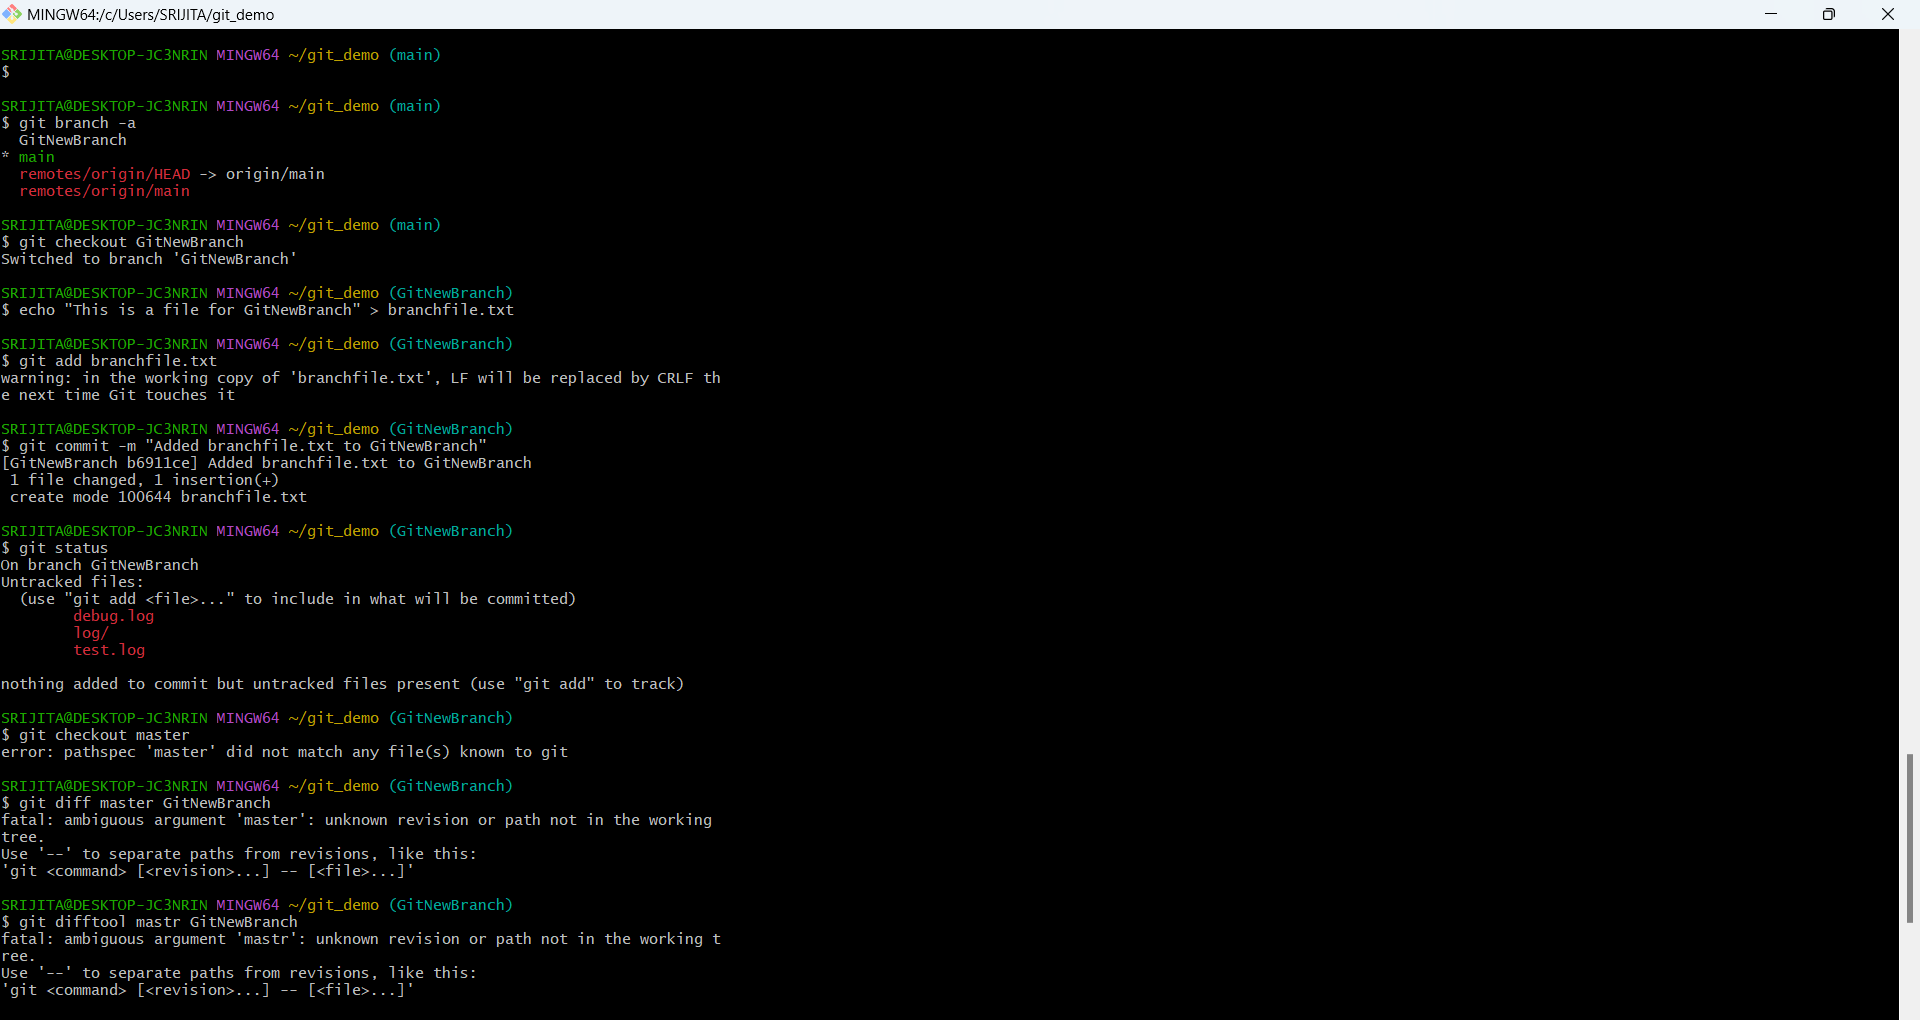 MINGW64:/c/Users/SRIJITA/git_demo
SRIJITA@DESKTOP-JC3NRIN MINGW64 ~/git_demo (main)
$
SRIJITA@DESKTOP-JC3NRIN MINGW64 ~/git_demo (main)
$ git branch -a
  GitNewBranch
* main
  remotes/origin/HEAD -> origin/main
  remotes/origin/main
SRIJITA@DESKTOP-JC3NRIN MINGW64 ~/git_demo (main)
$ git checkout GitNewBranch
Switched to branch 'GitNewBranch'
SRIJITA@DESKTOP-JC3NRIN MINGW64 ~/git_demo (GitNewBranch)
$ echo "This is a file for GitNewBranch" > branchfile.txt
SRIJITA@DESKTOP-JC3NRIN MINGW64 ~/git_demo (GitNewBranch)
$ git add branchfile.txt
warning: in the working copy of 'branchfile.txt', LF will be replaced by CRLF th
e next time Git touches it
SRIJITA@DESKTOP-JC3NRIN MINGW64 ~/git_demo (GitNewBranch)
$ git commit -m "Added branchfile.txt to GitNewBranch"
[GitNewBranch b6911ce] Added branchfile.txt to GitNewBranch
 1 file changed, 1 insertion(+)
 create mode 100644 branchfile.txt
SRIJITA@DESKTOP-JC3NRIN MINGW64 ~/git_demo (GitNewBranch)
$ git status
On branch GitNewBranch
Untracked files:
  (use "git add <file>..." to include in what will be committed)
        debug.log
        log/
        test.log
nothing added to commit but untracked files present (use "git add" to track)
SRIJITA@DESKTOP-JC3NRIN MINGW64 ~/git_demo (GitNewBranch)
$ git checkout master
error: pathspec 'master' did not match any file(s) known to git
SRIJITA@DESKTOP-JC3NRIN MINGW64 ~/git_demo (GitNewBranch)
$ git diff master GitNewBranch
fatal: ambiguous argument 'master': unknown revision or path not in the working
tree.
Use '--' to separate paths from revisions, like this:
'git <command> [<revision>...] -- [<file>...]'
SRIJITA@DESKTOP-JC3NRIN MINGW64 ~/git_demo (GitNewBranch)
$ git difftool mastr GitNewBranch
fatal: ambiguous argument 'mastr': unknown revision or path not in the working t
ree.
Use '--' to separate paths from revisions, like this:
'git <command> [<revision>...] -- [<file>...]'